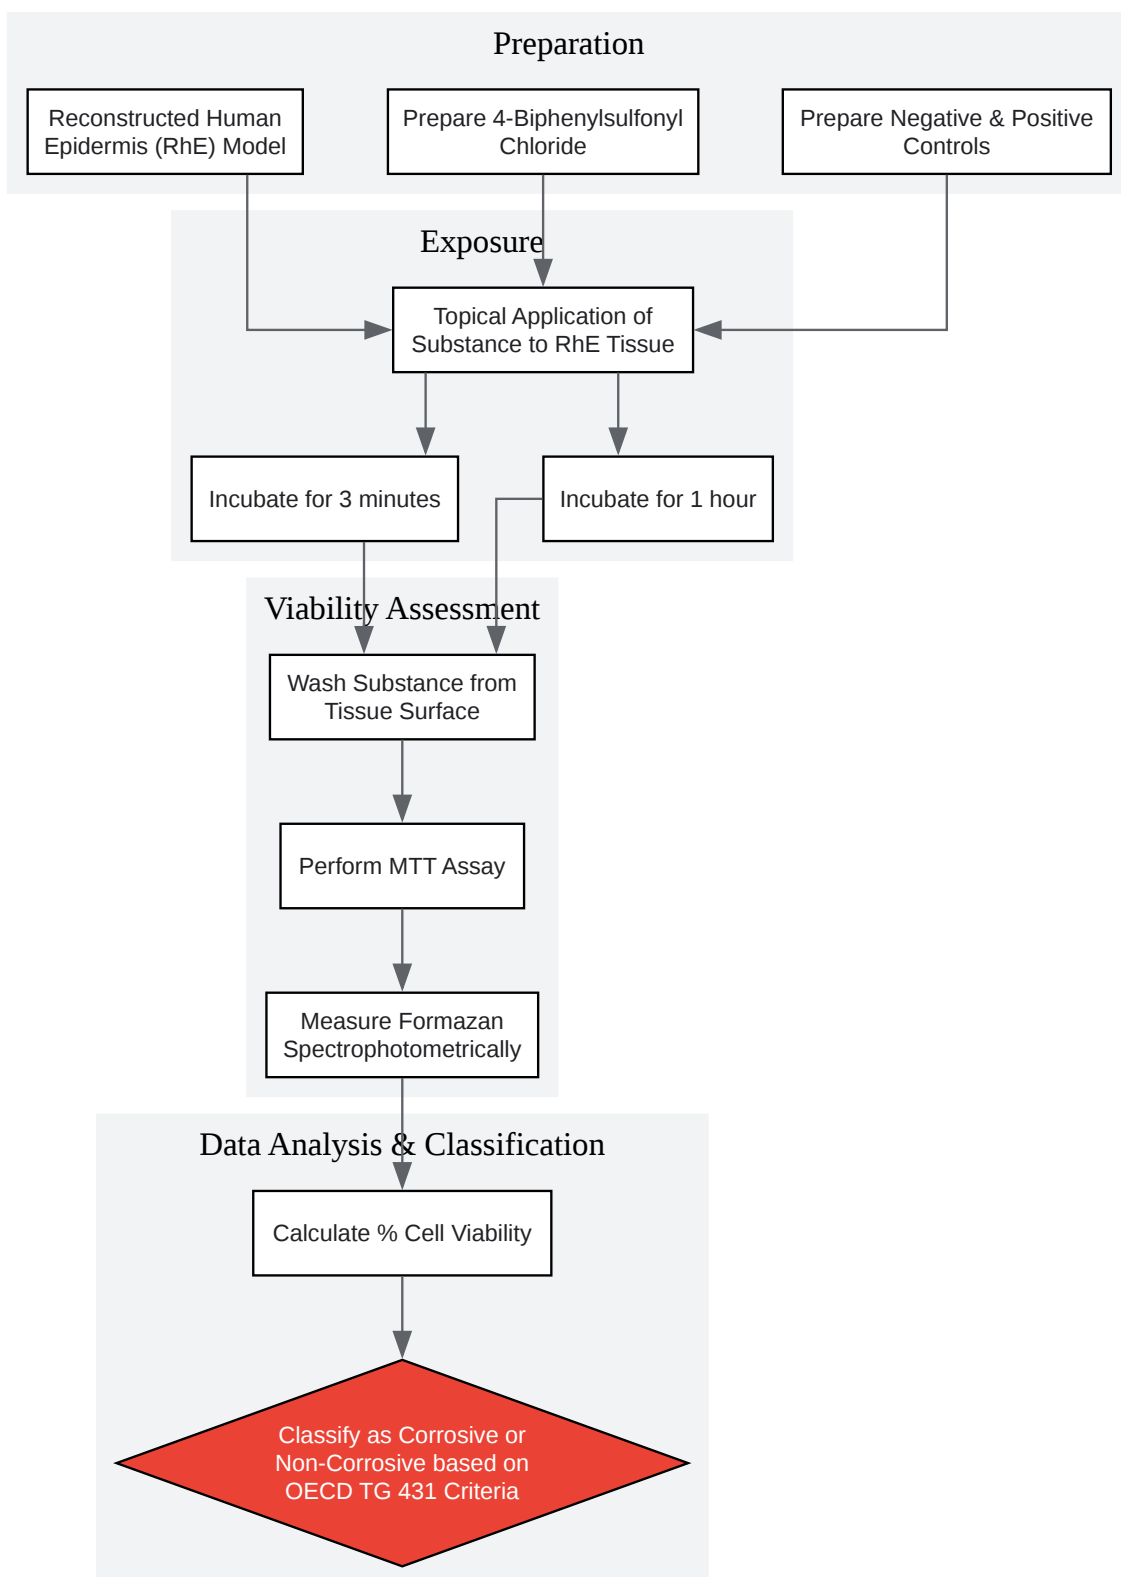 Preparation
Reconstructed Human
Epidermis (RhE) Model
Prepare 4-Biphenylsulfonyl
Chloride
Prepare Negative & Positive
Controls
Exposure
Topical Application of
Substance to RhE Tissue
Incubate for 3 minutes
Incubate for 1 hour
Viability Assessment
Wash Substance from
Tissue Surface
Perform MTT Assay
Measure Formazan
Spectrophotometrically
Data Analysis & Classification
Calculate % Cell Viability
Classify as Corrosive or
Non-Corrosive based on
OECD TG 431 Criteria